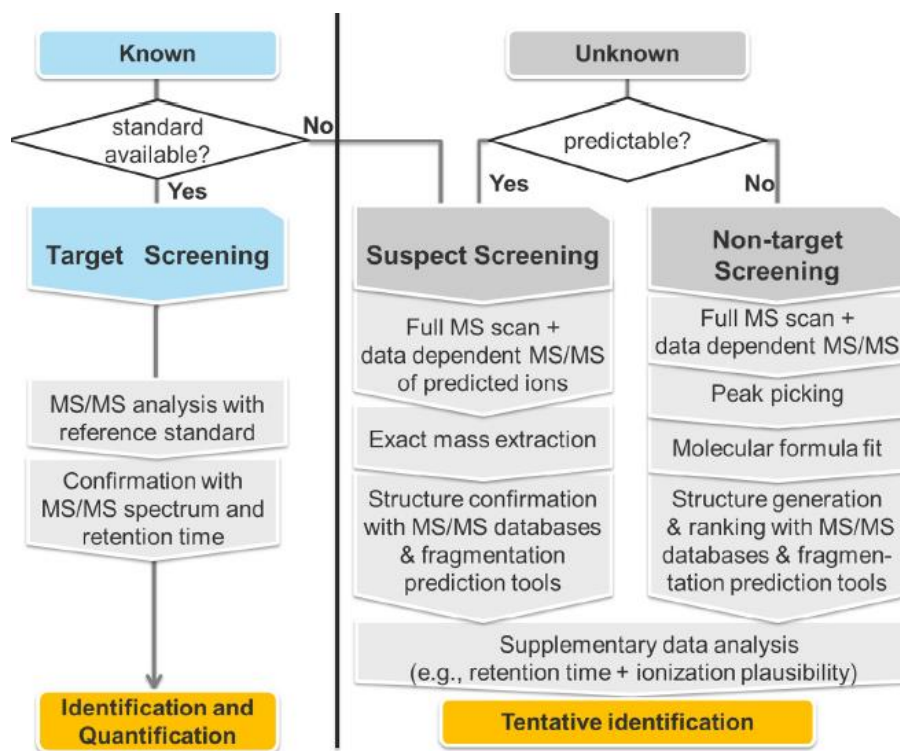 Known
standard
available?
No
Yes
Target Screening
MS/MS analysis with
reference standard
Confirmation with
MS/MS spectrum and
retention time
Identification and
Quantification
Unknown
predictable?
Yes
No
Suspect Screening
Full MS scan +
data dependent MS/MS
of predicted ions
Exact mass extraction
Structure confirmation
with MS/MS databases
& fragmentation
prediction tools
Non-target
Screening
Full MS scan +
data dependent MS/MS
Peak picking
Molecular formula fit
Structure generation
& ranking with MS/MS
databases & fragmen-
tation prediction tools
Supplementary data analysis
(e.g., retention time + ionization plausibility)
Tentative identification